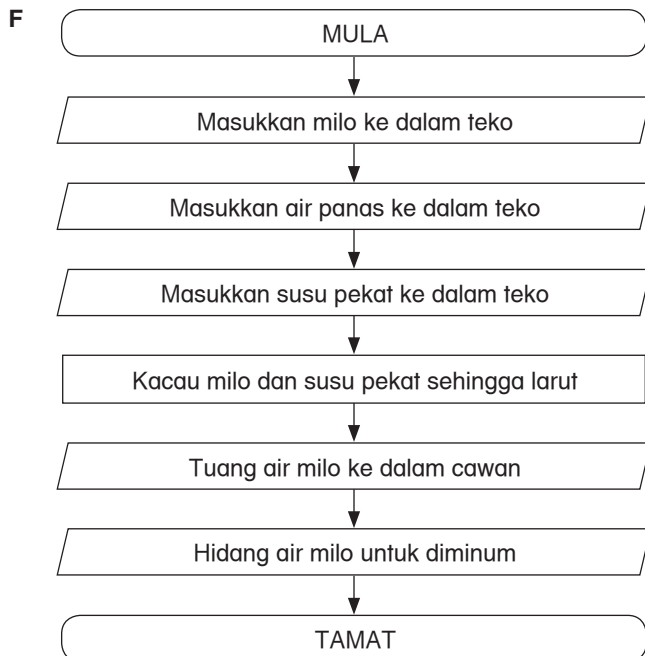 F
MULA
Masukkan milo ke dalam teko
Masukkan air panas ke dalam teko
Masukkan susu pekat ke dalam teko
Kacau milo dan susu pekat sehingga larut
Tuang air milo ke dalam cawan
Hidang air milo untuk diminum
TAMAT